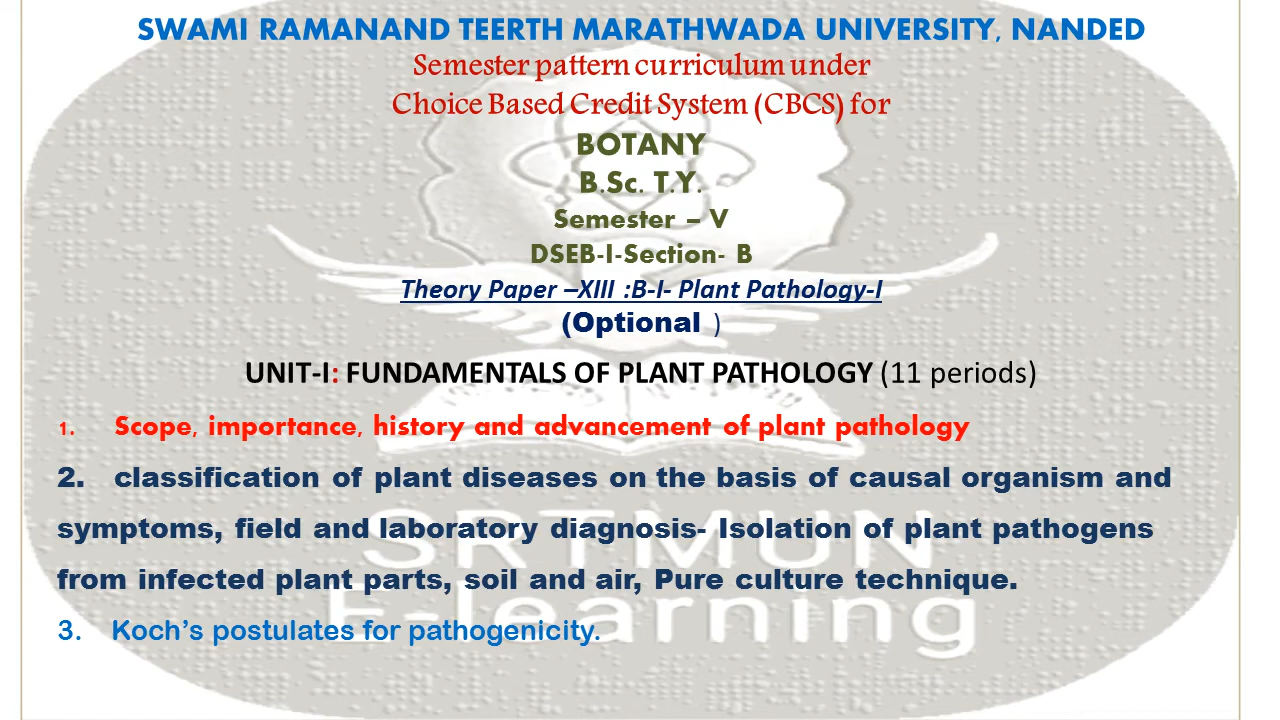 SWAMI RAMANAND TEERTH MARATHWADA UNIVERSITY, NANDED
Semester pattern curriculum under
Choice Based Credit System (CBCS) for
BOTANY
B.Sc. T.Y.
Semester – V
DSEB-I-Section- B
Theory Paper –XIII :B-I- Plant Pathology-I
(Optional )
UNIT-I: FUNDAMENTALS OF PLANT PATHOLOGY (11 periods)
1. Scope, importance, history and advancement of plant pathology
2. classification of plant diseases on the basis of causal organism and
symptoms, field and laboratory diagnosis- Isolation of plant pathogens
from infected plant parts, soil and air, Pure culture technique.
3. Koch’s postulates for pathogenicity.
SRTMUN
E-learning